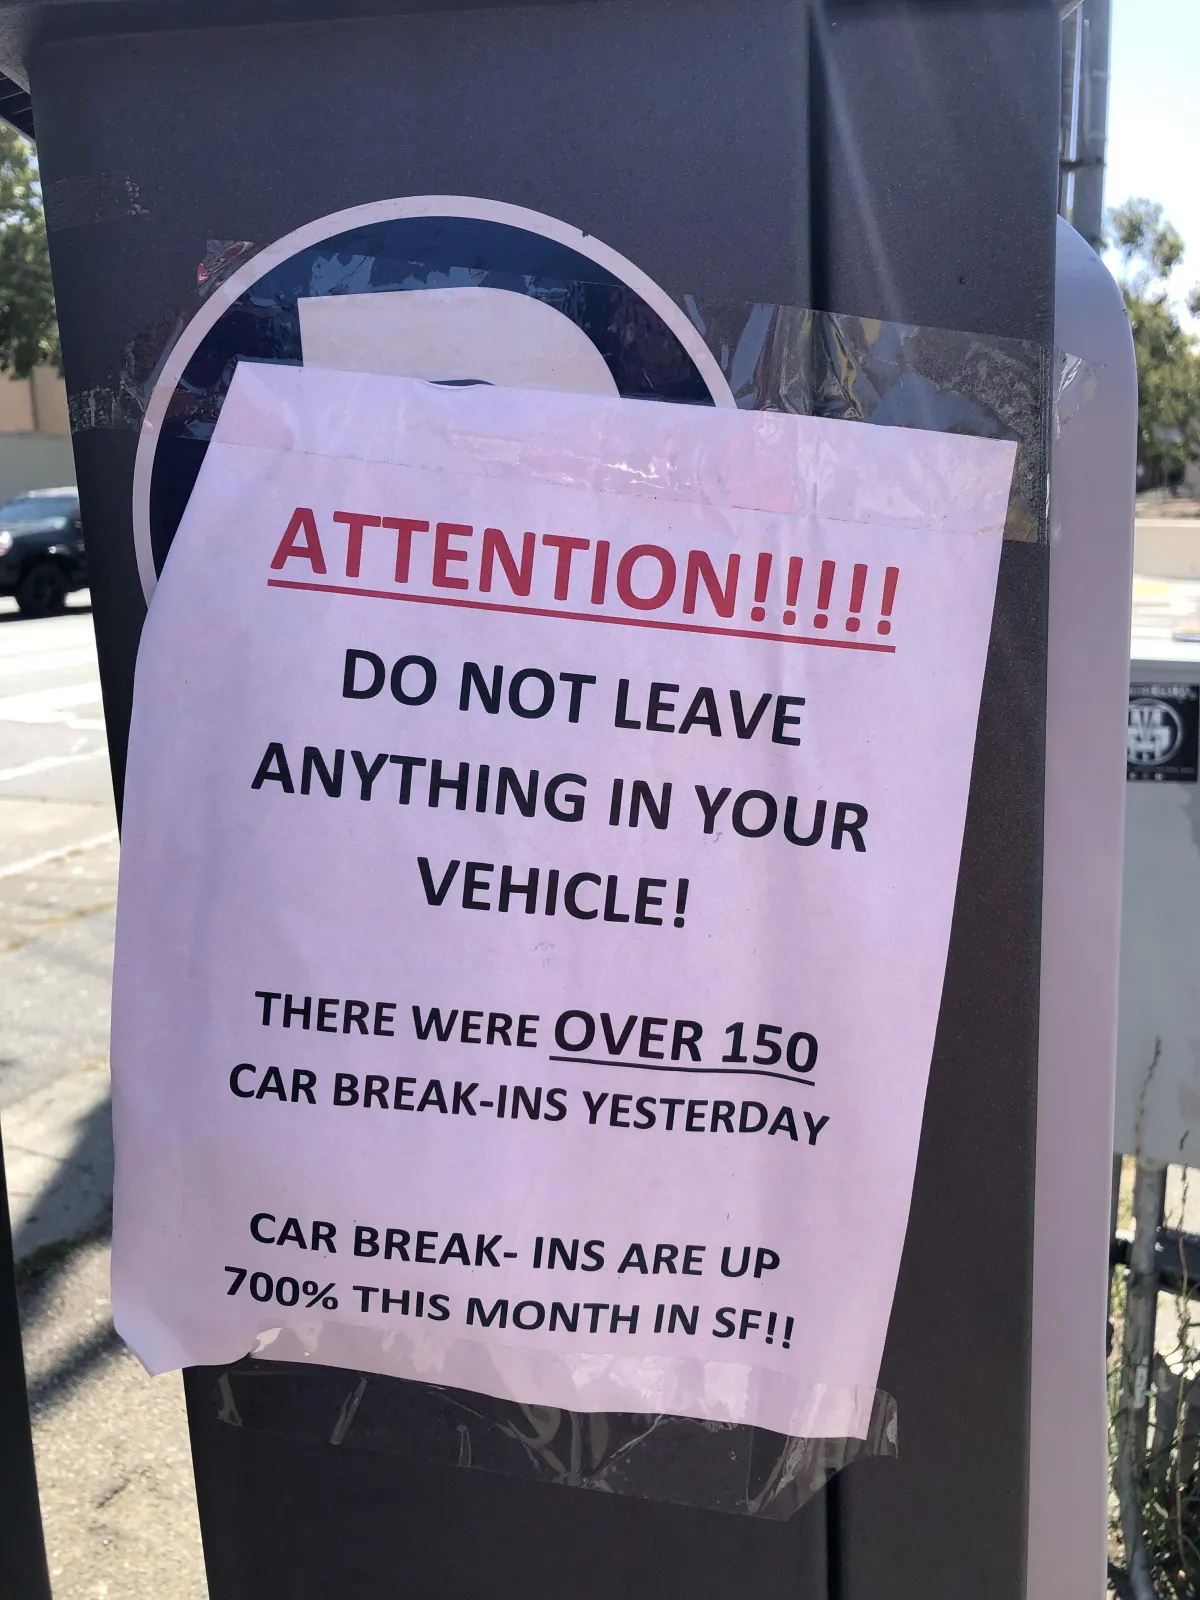 ATTENTION!!!!!
DO NOT LEAVE
ANYTHING IN YOUR
VEHICLE!
THERE WERE OVER 150
CAR BREAK-INS YESTERDAY
CAR BREAK- INS ARE UP
700% THIS MONTH IN SF!!